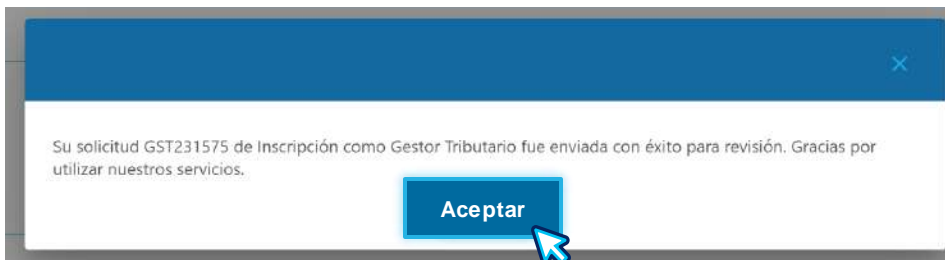 Su solicitud GST231575 de Inscripción como Gestor Tributario fue enviada con éxito para revisión. Gracias por
utilizar nuestros servicios.
Aceptar